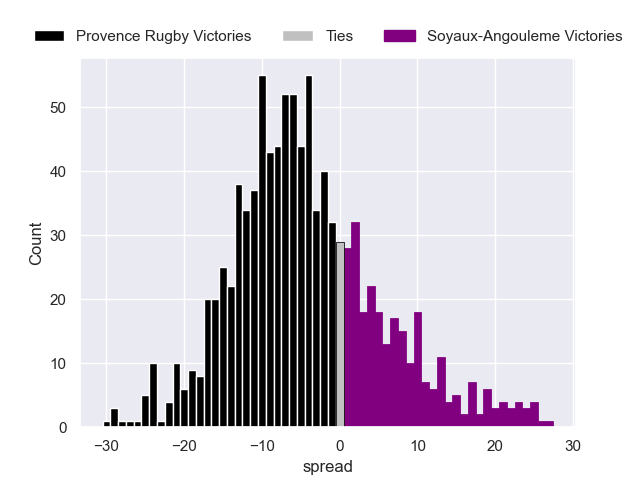 Provence Rugby Victories
Ties
Soyaux-Angouleme Victories
50
40
30
20
10
0
Count
−30
−20
−10
0
10
20
30
spread